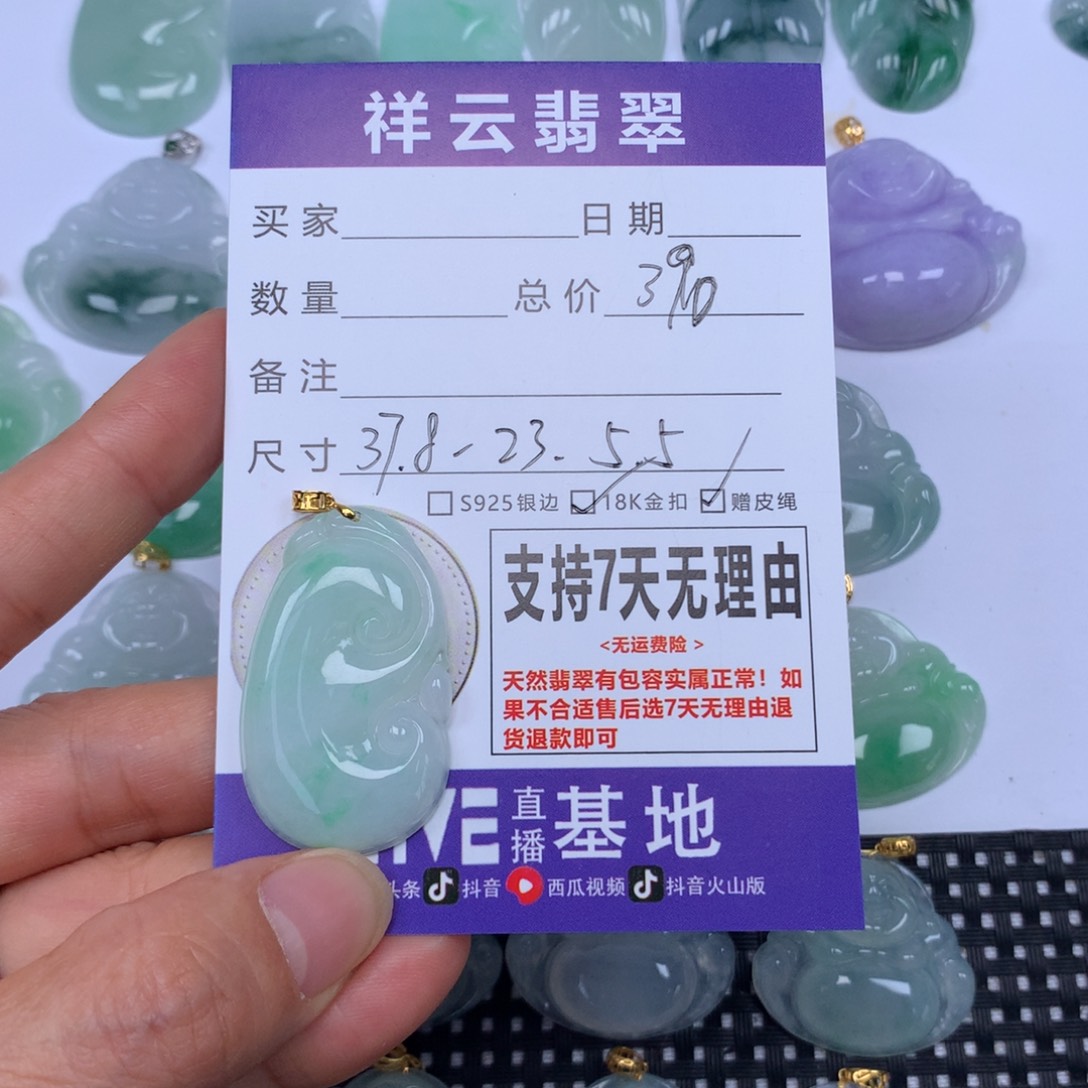 祥云翡翠
买家 日期
数量 总价
备注
尺寸 37.8-23.5.5
S925银边 18K金扣 赠皮绳
支持7天无理由
<无运费险>
天然翡翠有包容实属正常！如
果不合适售后选7天无理由退
货退款即可
直播基地
头条 抖音 西瓜视频 抖音火山版